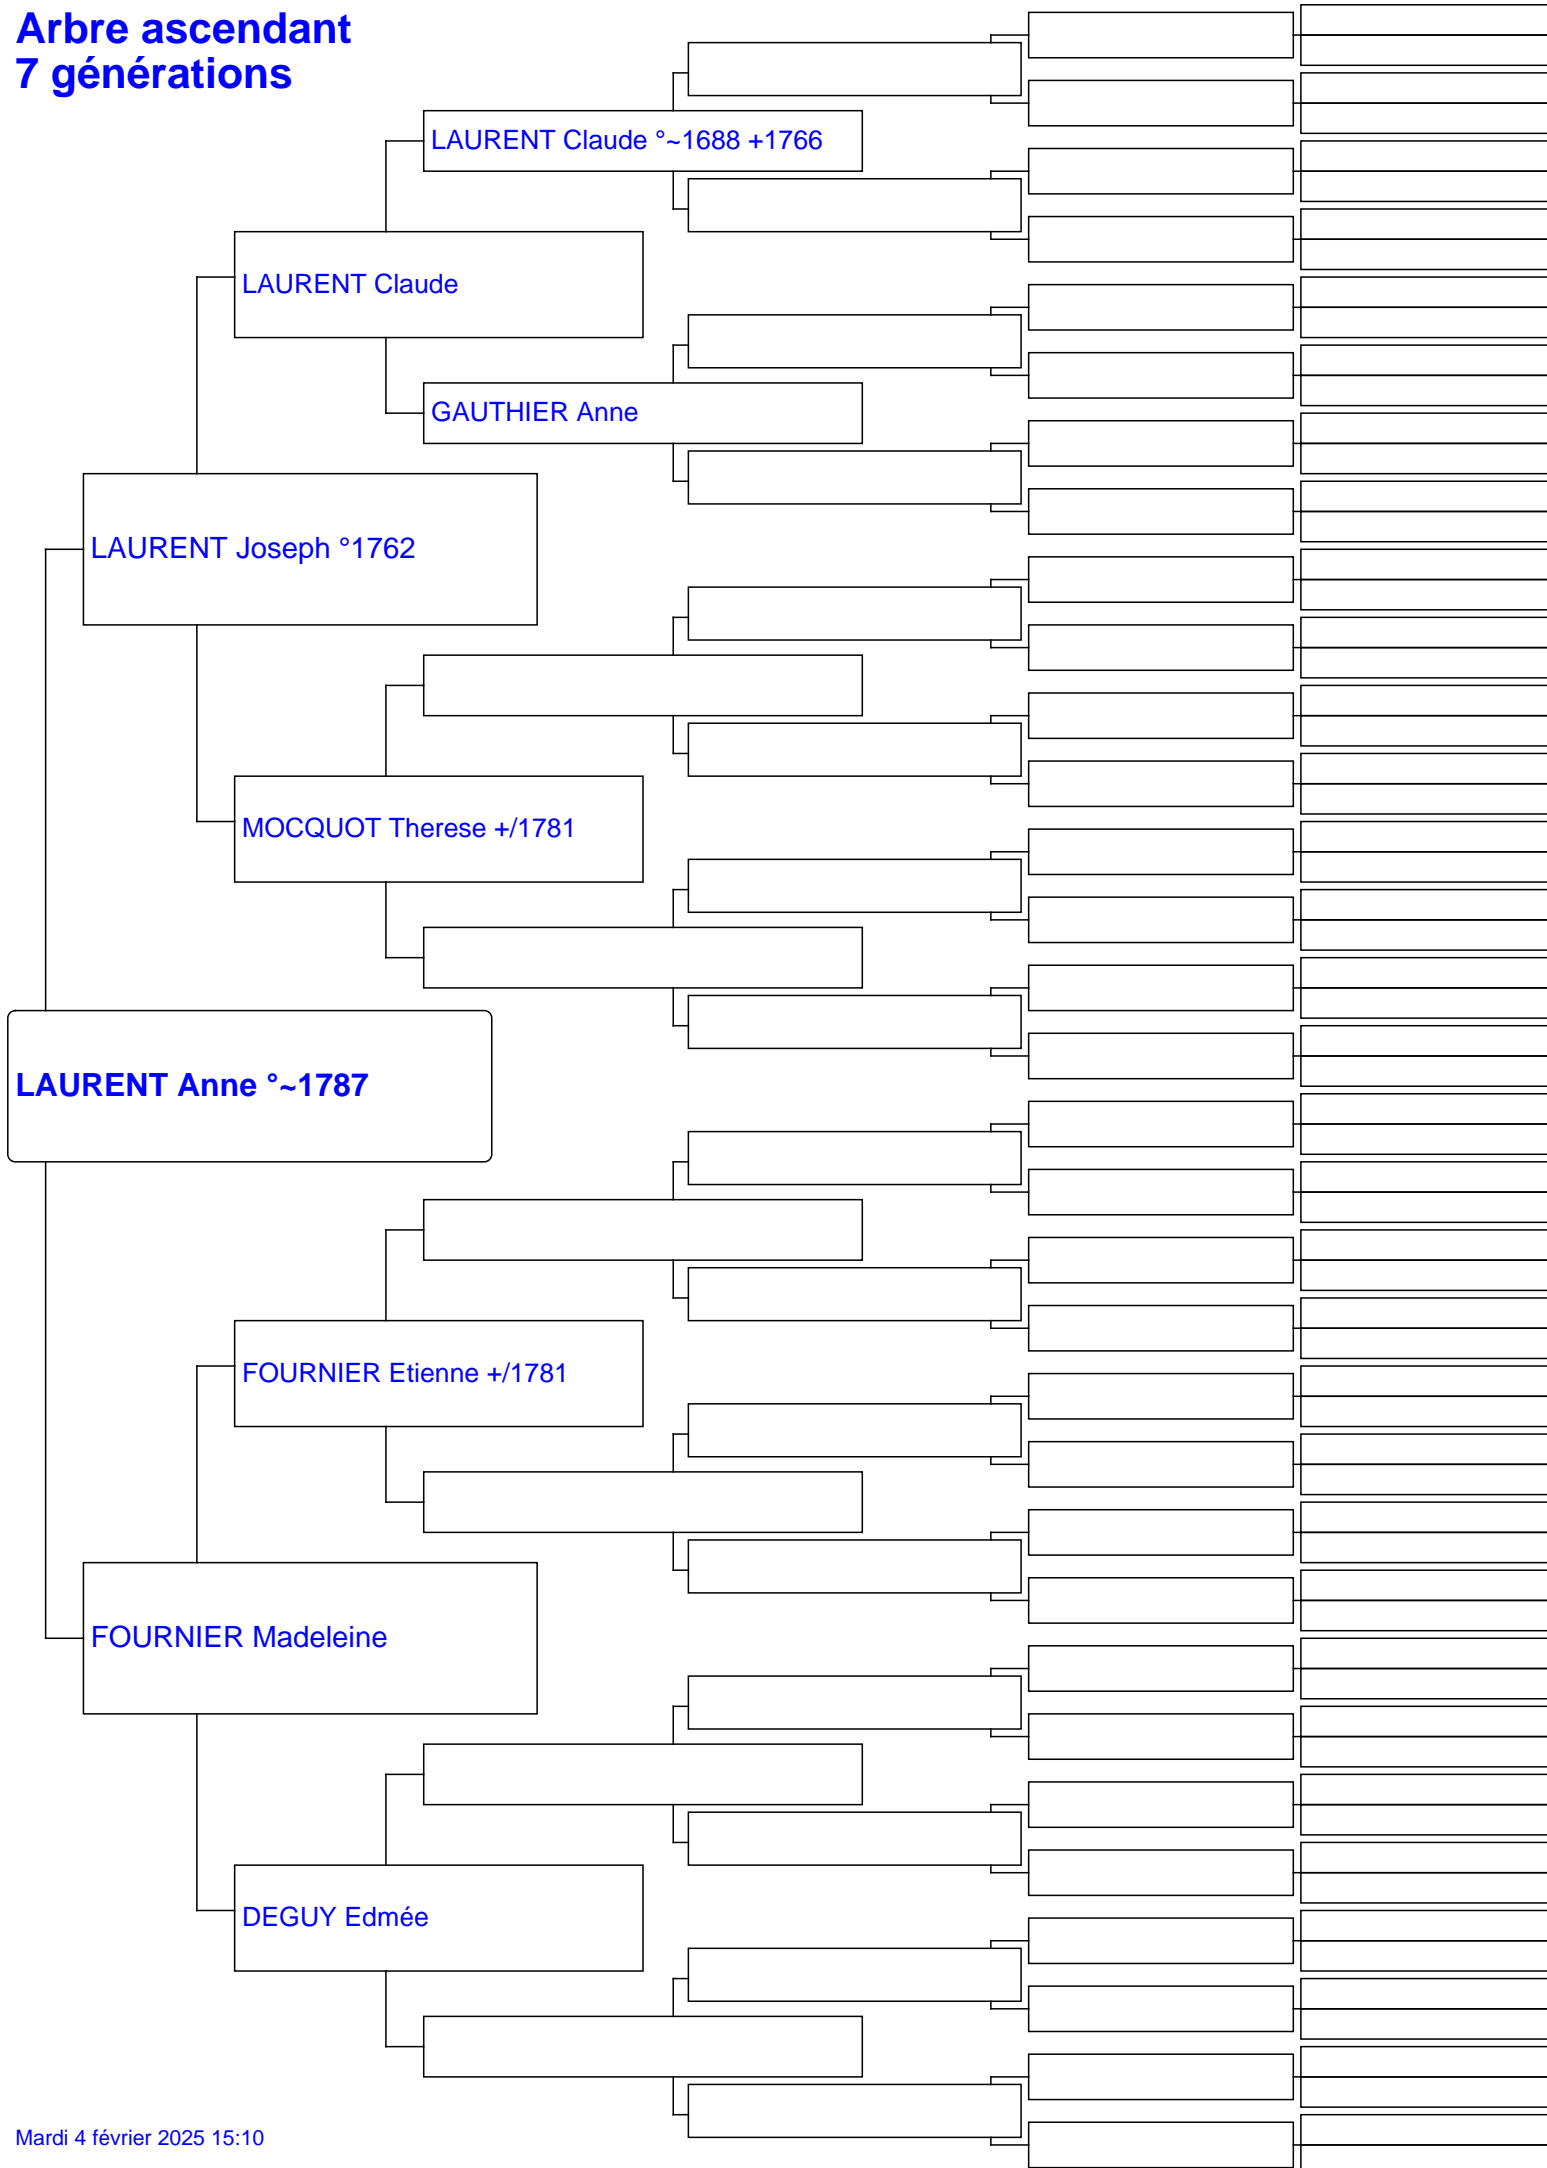 Arbre ascendant
7 générations
LAURENT Claude °~1688 +1766
LAURENT Claude
GAUTHIER Anne
LAURENT Joseph °1762
MOCQUOT Therese +/1781
LAURENT Anne °~1787
FOURNIER Etienne +/1781
FOURNIER Madeleine
DEGUY Edmée
Mardi 4 février 2025 15:10